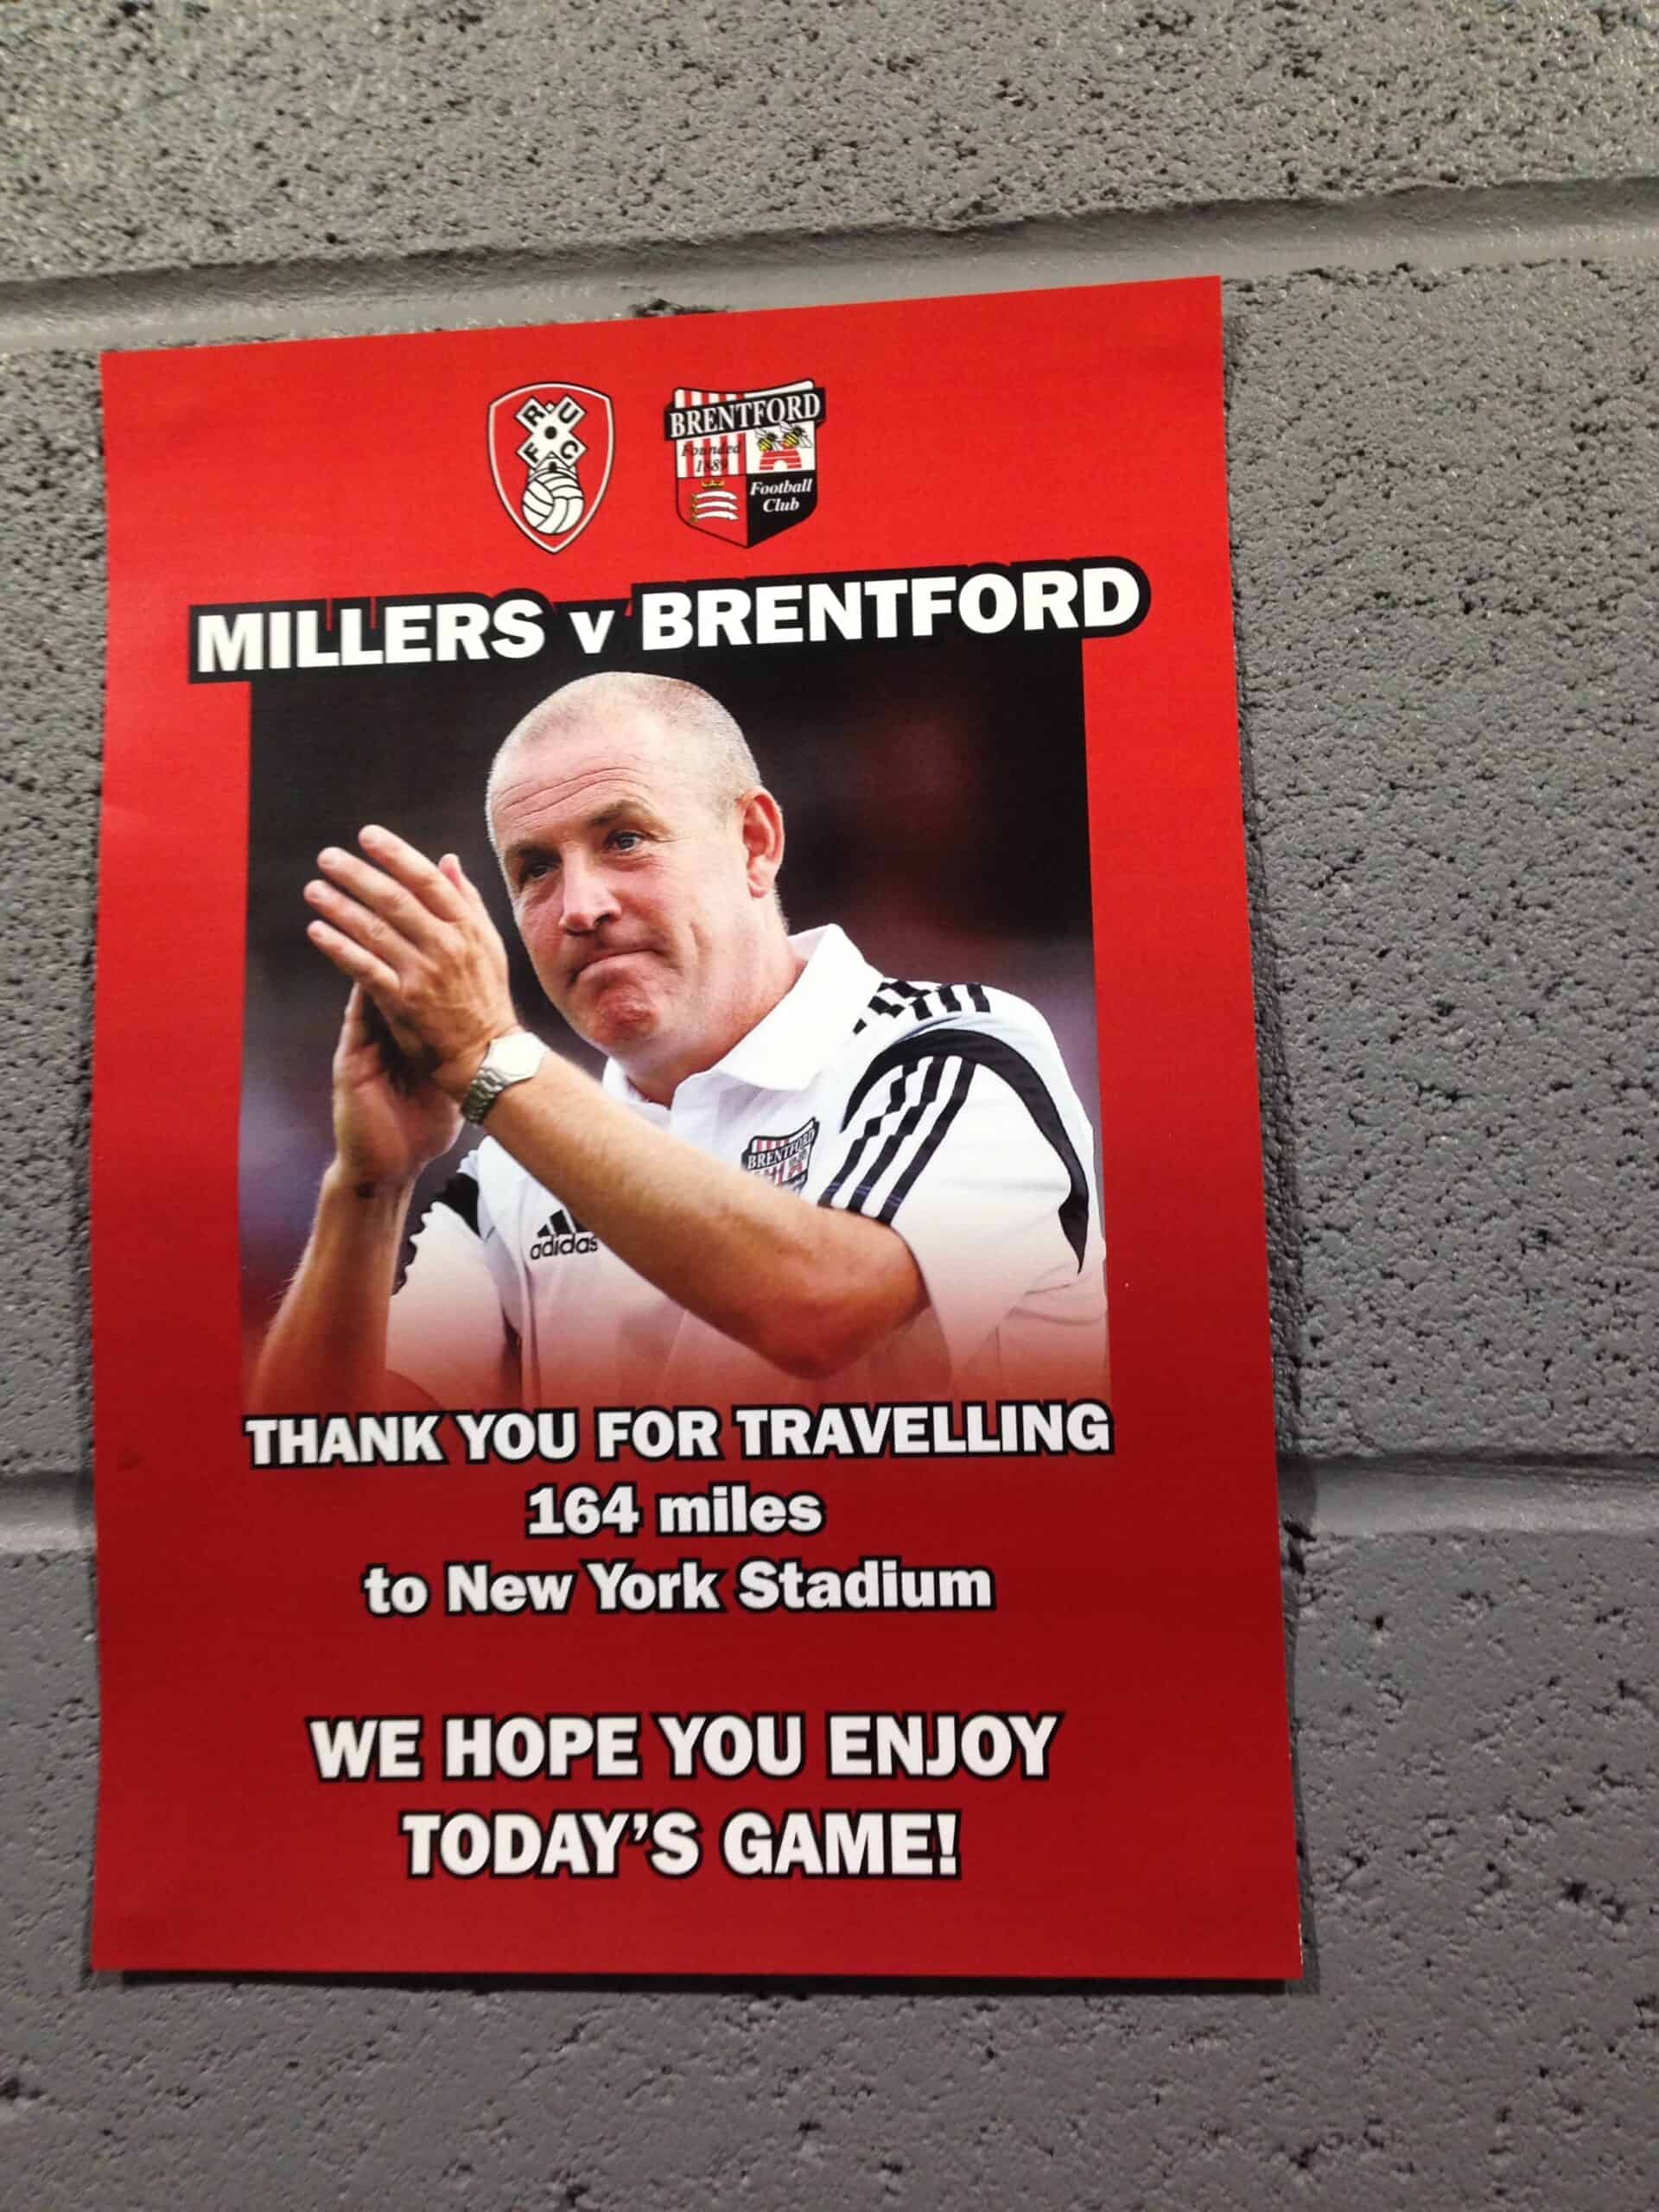 R U
F C
BRENTFORD
Founded
1889
Football
Club
MILLERS v BRENTFORD
BRENTFORD
adidas
THANK YOU FOR TRAVELLING
164 miles
to New York Stadium
WE HOPE YOU ENJOY
TODAY'S GAME!